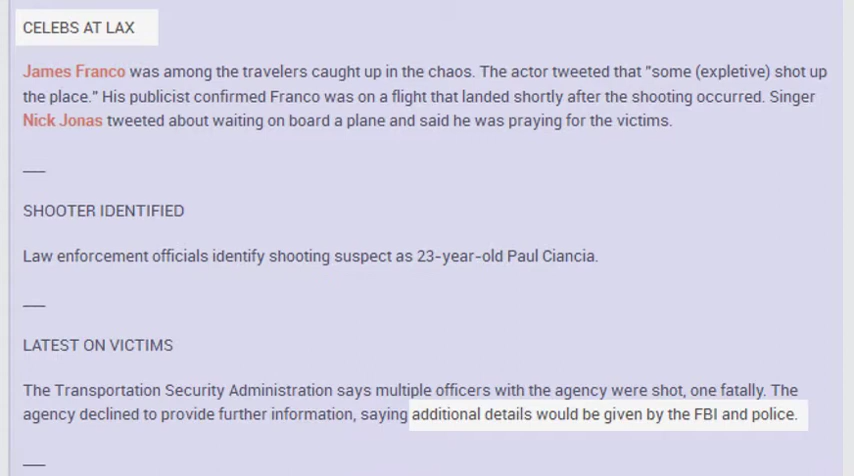 CELEBS AT LAX
James Franco was among the travelers caught up in the chaos. The actor tweeted that "some (expletive) shot up
the place." His publicist confirmed Franco was on a flight that landed shortly after the shooting occurred. Singer
Nick Jonas tweeted about waiting on board a plane and said he was praying for the victims.
___
SHOOTER IDENTIFIED
Law enforcement officials identify shooting suspect as 23-year-old Paul Ciancia.
___
LATEST ON VICTIMS
The Transportation Security Administration says multiple officers with the agency were shot, one fatally. The
agency declined to provide further information, saying additional details would be given by the FBI and police.
___